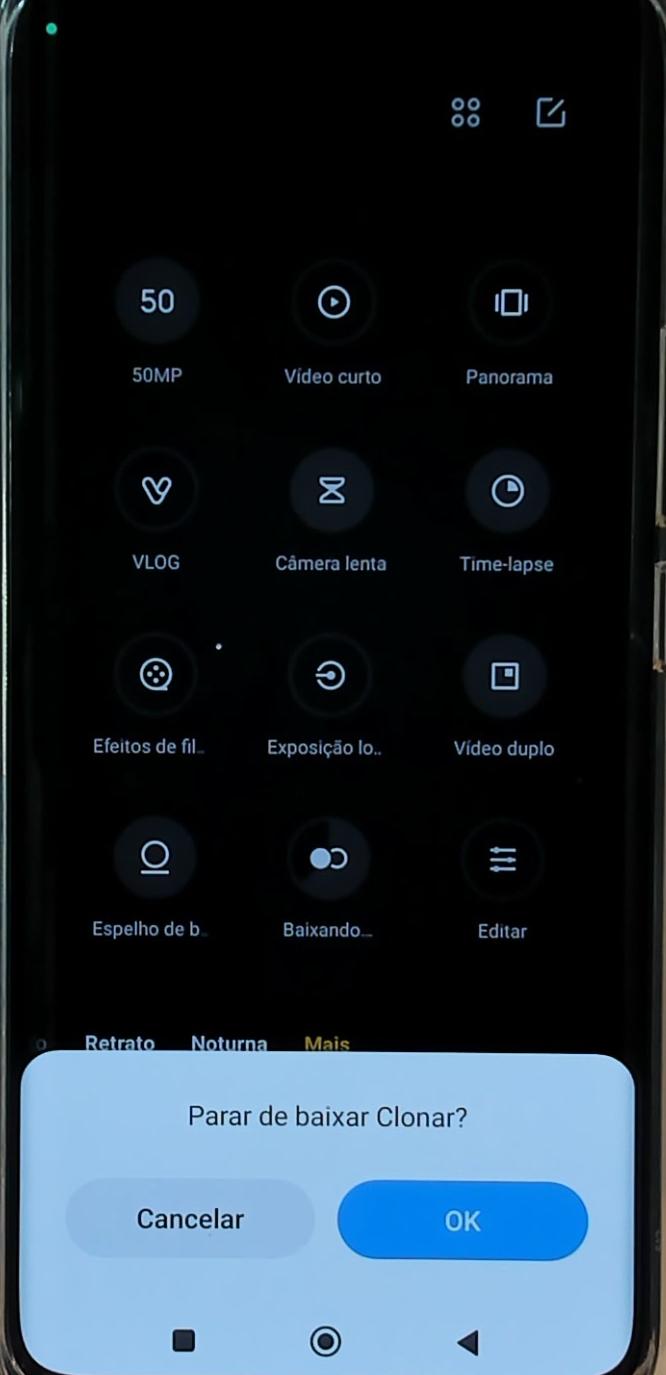 50
50MP
Vídeo curto
Panorama
VLOG
Câmera lenta
Time-lapse
Efeitos de fil..
Exposição lo..
Vídeo duplo
Espelho de b..
Baixando...
Editar
o
Retrato
Noturna
Mais
Parar de baixar Clonar?
Cancelar
OK